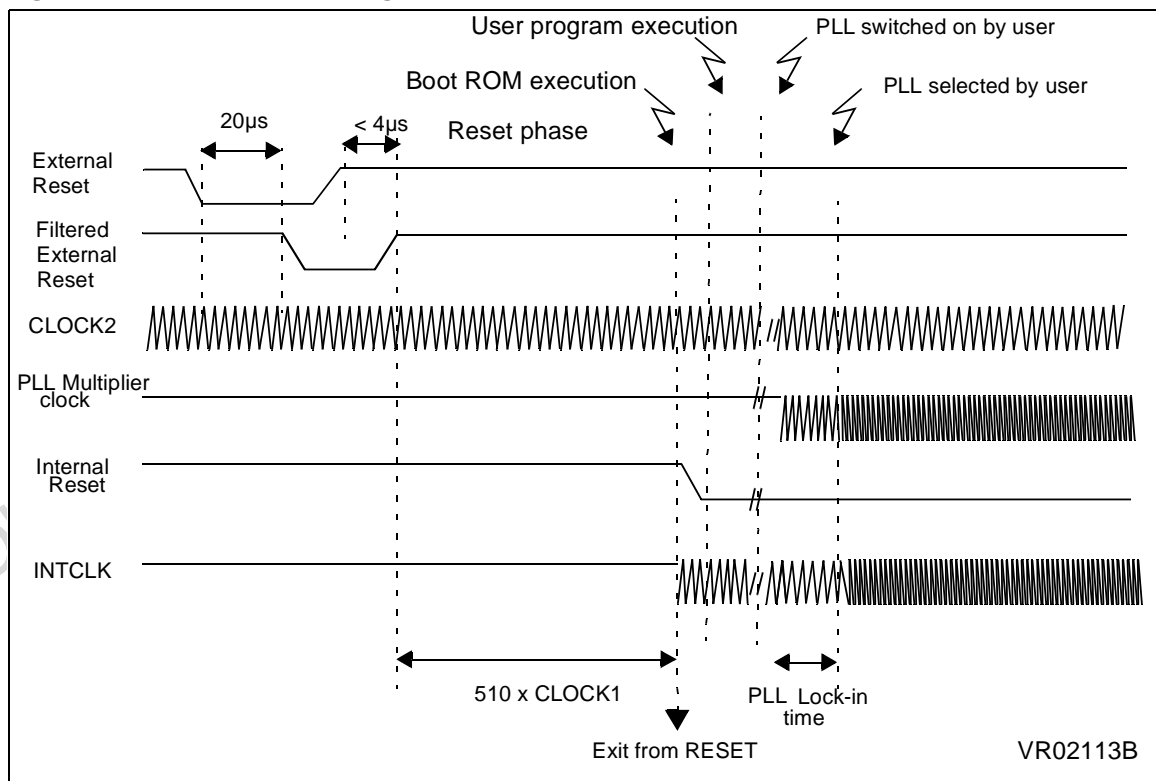 User program execution
PLL switched on by user
Boot ROM execution
PLL selected by user
20µs
< 4µs
Reset phase
External
Reset
Filtered
External
Reset
CLOCK2
PLL Multiplier
clock
Internal
Reset
INTCLK
510 x CLOCK1
PLL Lock-in
time
Exit from RESET
VR02113B